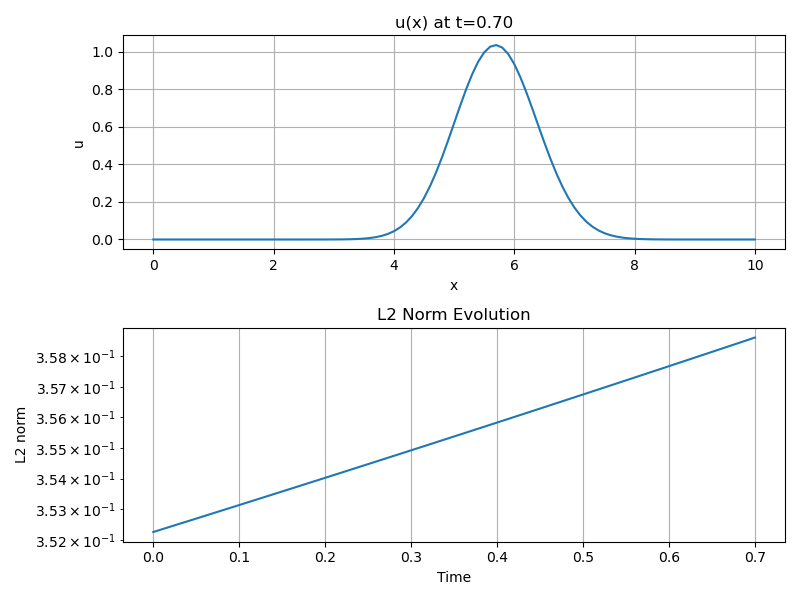 u(x) at t=0.70
u
1.0
0.8
0.6
0.4
0.2
0.0
0 2 4 6 8 10
x
L2 Norm Evolution
L2 norm
3.58 × 10⁻¹
3.57 × 10⁻¹
3.56 × 10⁻¹
3.55 × 10⁻¹
3.54 × 10⁻¹
3.53 × 10⁻¹
3.52 × 10⁻¹
0.0 0.1 0.2 0.3 0.4 0.5 0.6 0.7
Time